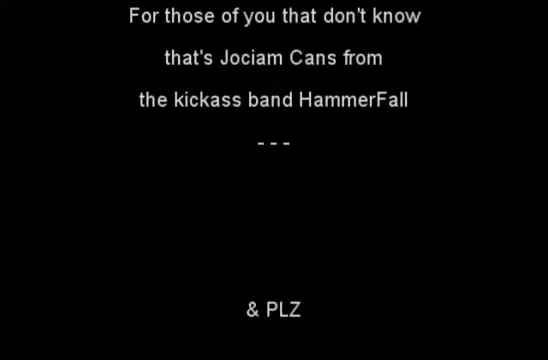 For those of you that don't know
that's Jociam Cans from
the kickass band HammerFall
- - -
& PLZ